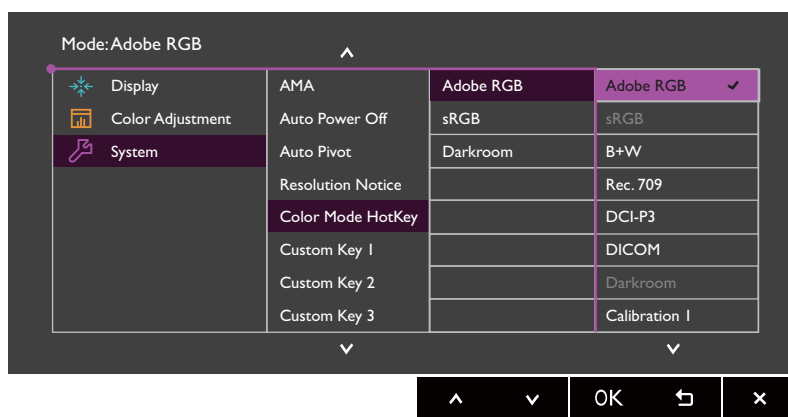 Mode: Adobe RGB
Display
Color Adjustment
System
AMA
Auto Power Off
Auto Pivot
Resolution Notice
Color Mode HotKey
Custom Key 1
Custom Key 2
Custom Key 3
Adobe RGB
sRGB
Darkroom
Adobe RGB
sRGB
B+W
Rec. 709
DCI-P3
DICOM
Darkroom
Calibration 1
OK